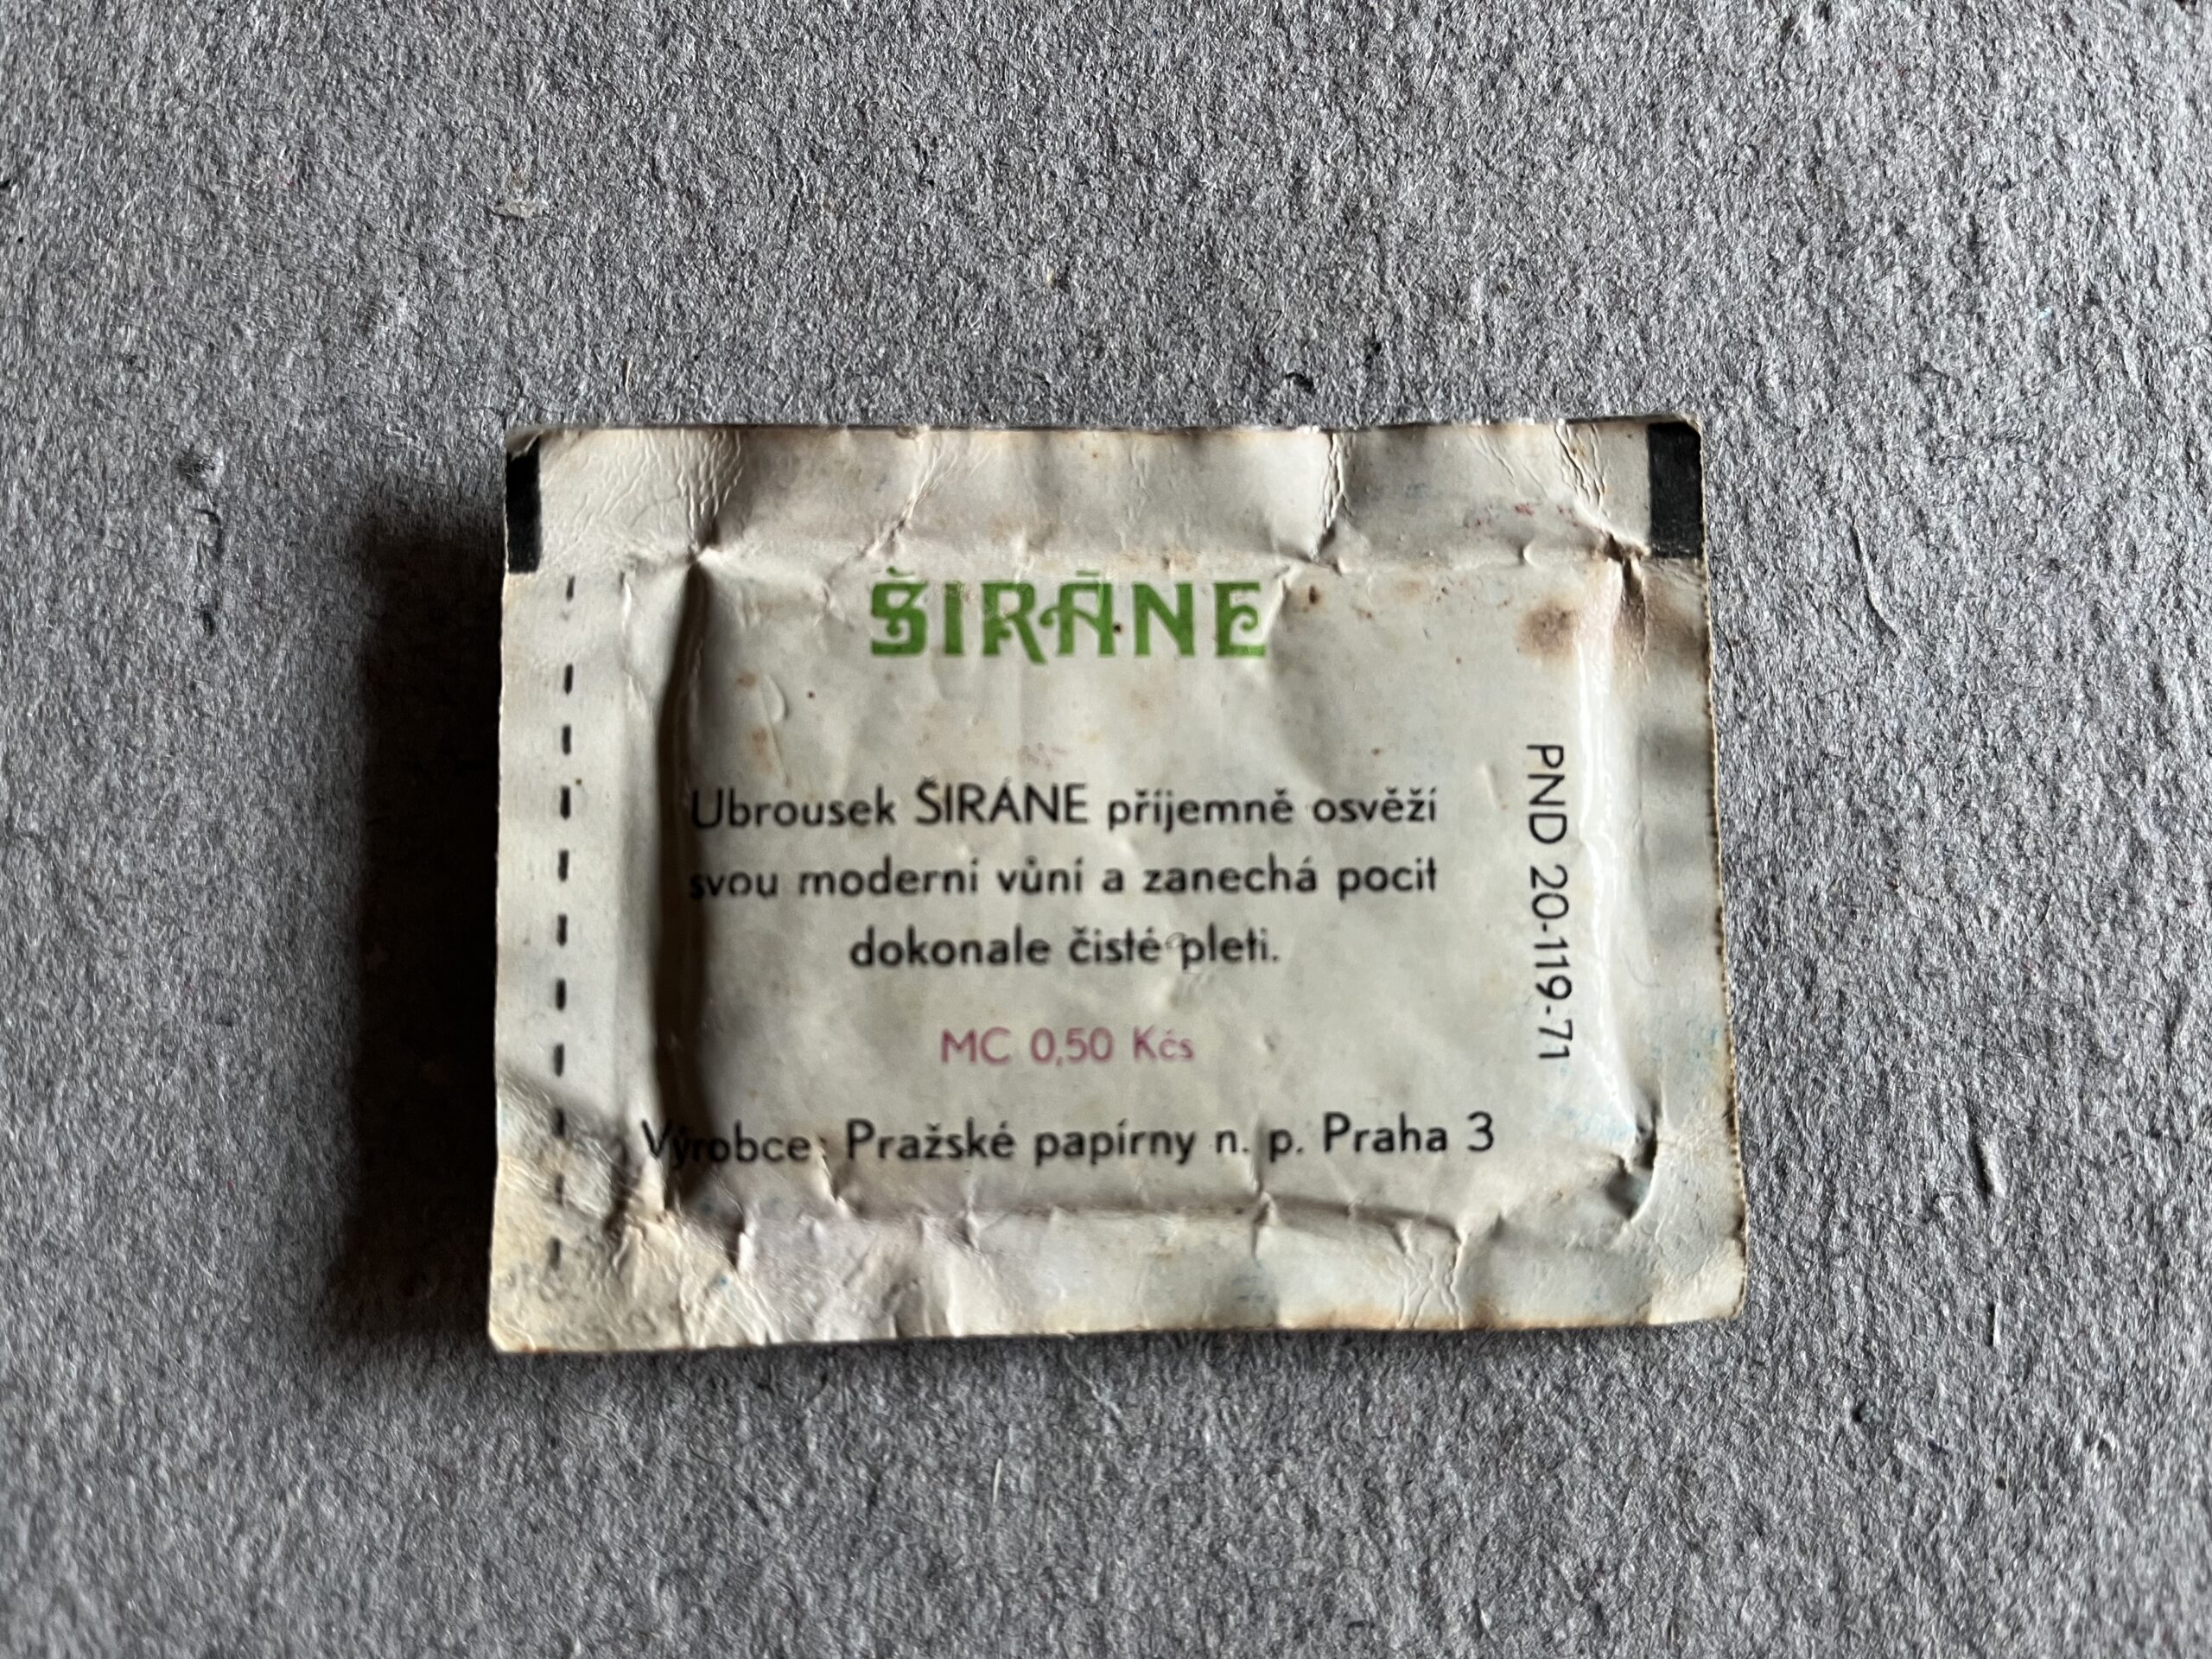 ŠIRÁNE
Ubrousek ŠIRÁNE příjemně osvěží
svou moderní vůní a zanechá pocit
dokonale čisté pleti.
MC 0,50 Kčs
Výrobce: Pražské papírny n. p. Praha 3
PND 20-119-71